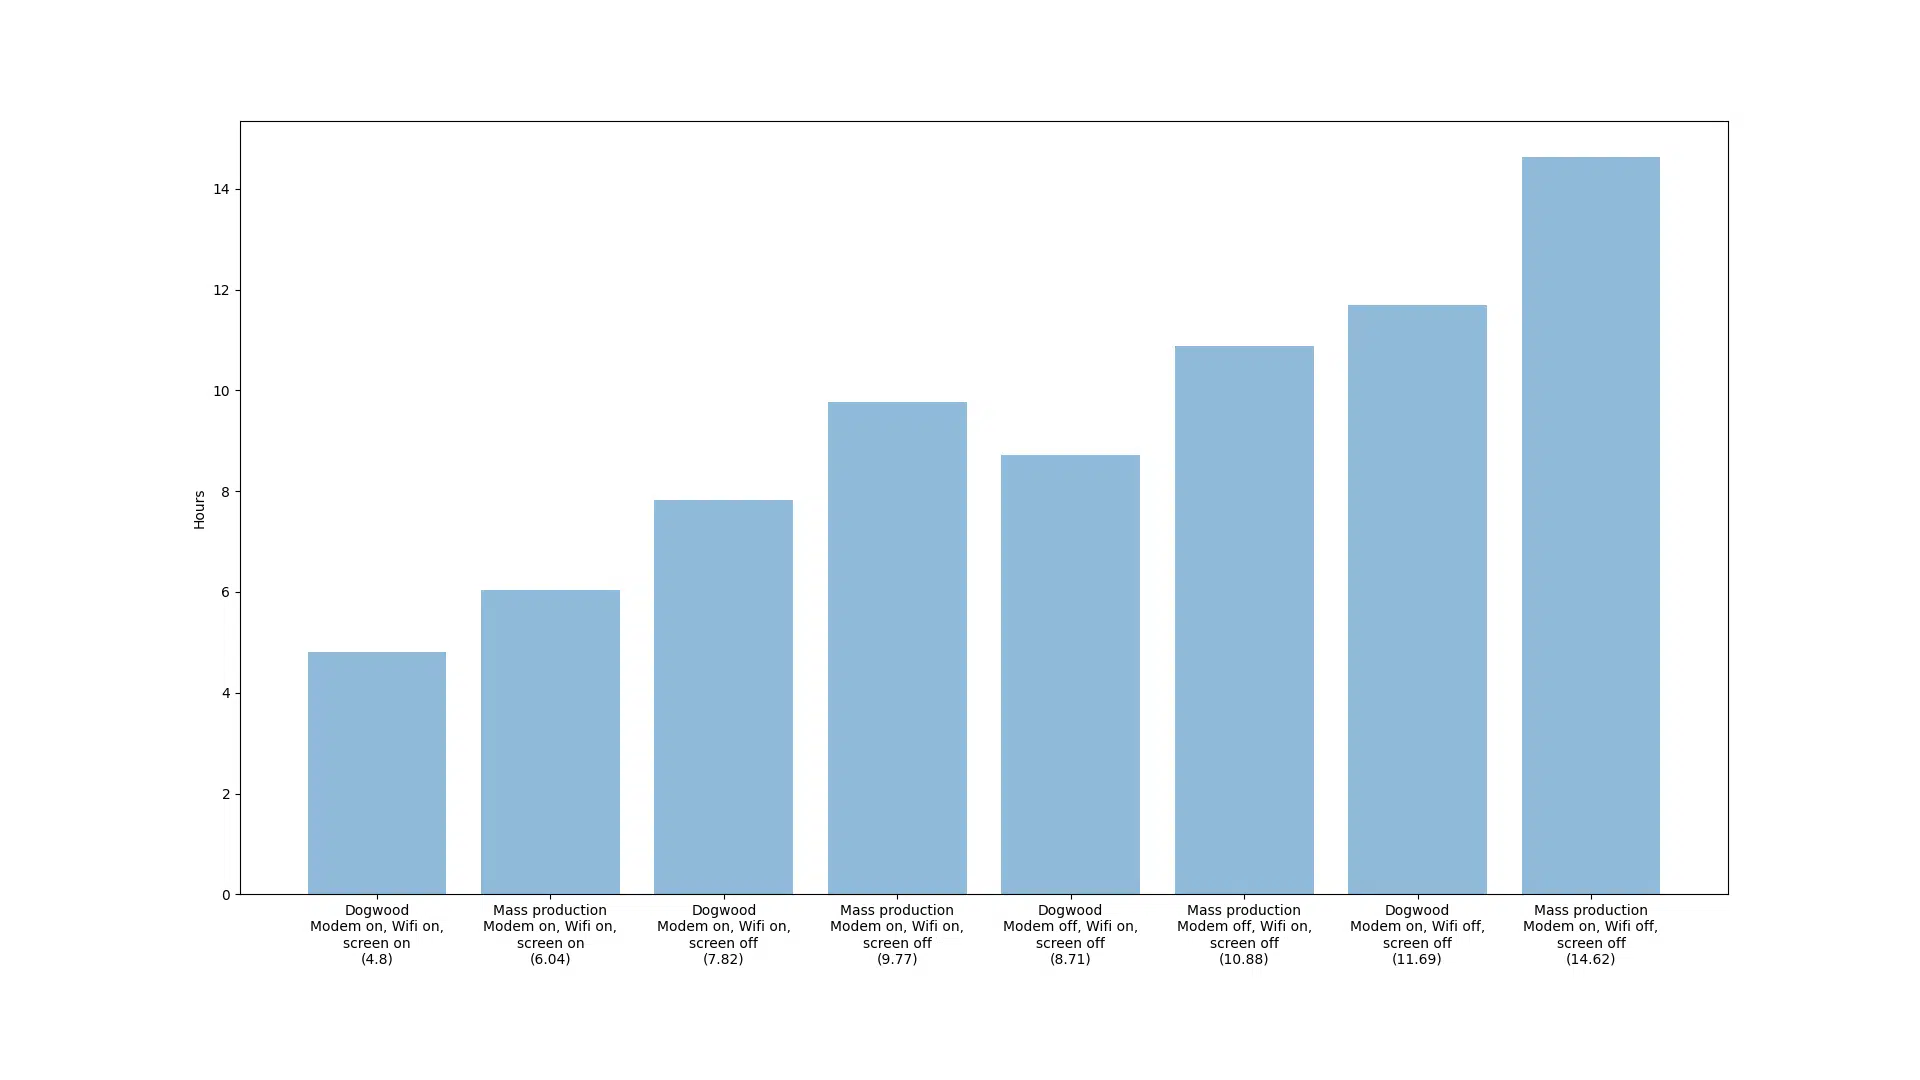 14
12
10
8
6
4
2
0
Hours
Dogwood
Modem on, Wifi on,
screen on
(4.8)
Mass production
Modem on, Wifi on,
screen on
(6.04)
Dogwood
Modem on, Wifi on,
screen off
(7.82)
Mass production
Modem on, Wifi on,
screen off
(9.77)
Dogwood
Modem off, Wifi on,
screen off
(8.71)
Mass production
Modem off, Wifi on,
screen off
(10.88)
Dogwood
Modem on, Wifi off,
screen off
(11.69)
Mass production
Modem on, Wifi off,
screen off
(14.62)